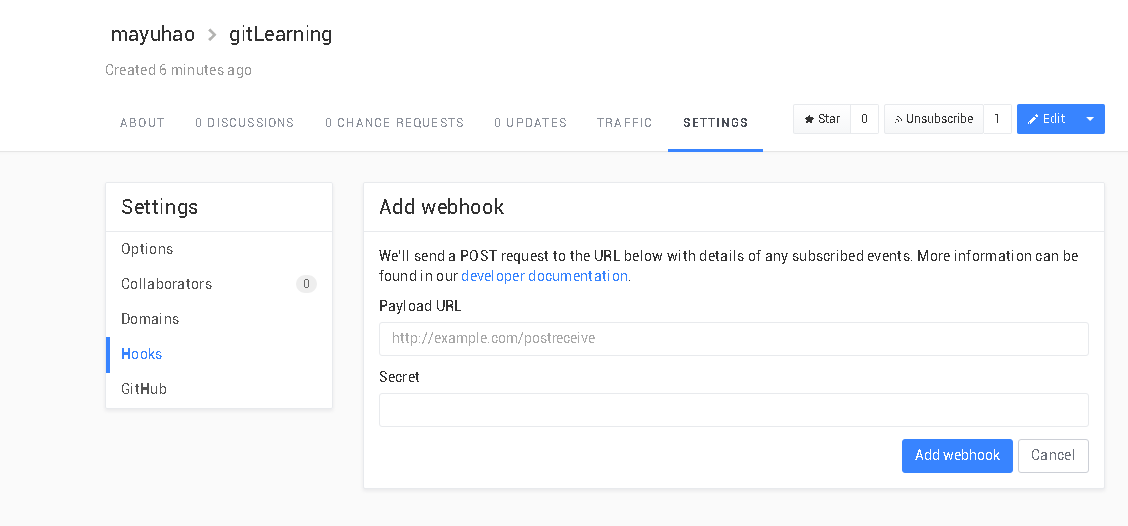 mayuhao > gitLearning
Created 6 minutes ago
ABOUT 0 DISCUSSIONS 0 CHANGE REQUESTS 0 UPDATES TRAFFIC SETTINGS Star 0 Unsubscribe 1 Edit
Settings
Options
Collaborators 0
Domains
Hooks
GitHub
Add webhook
We'll send a POST request to the URL below with details of any subscribed events. More information can be
found in our developer documentation.
Payload URL
http://example.com/postreceive
Secret
Add webhook Cancel